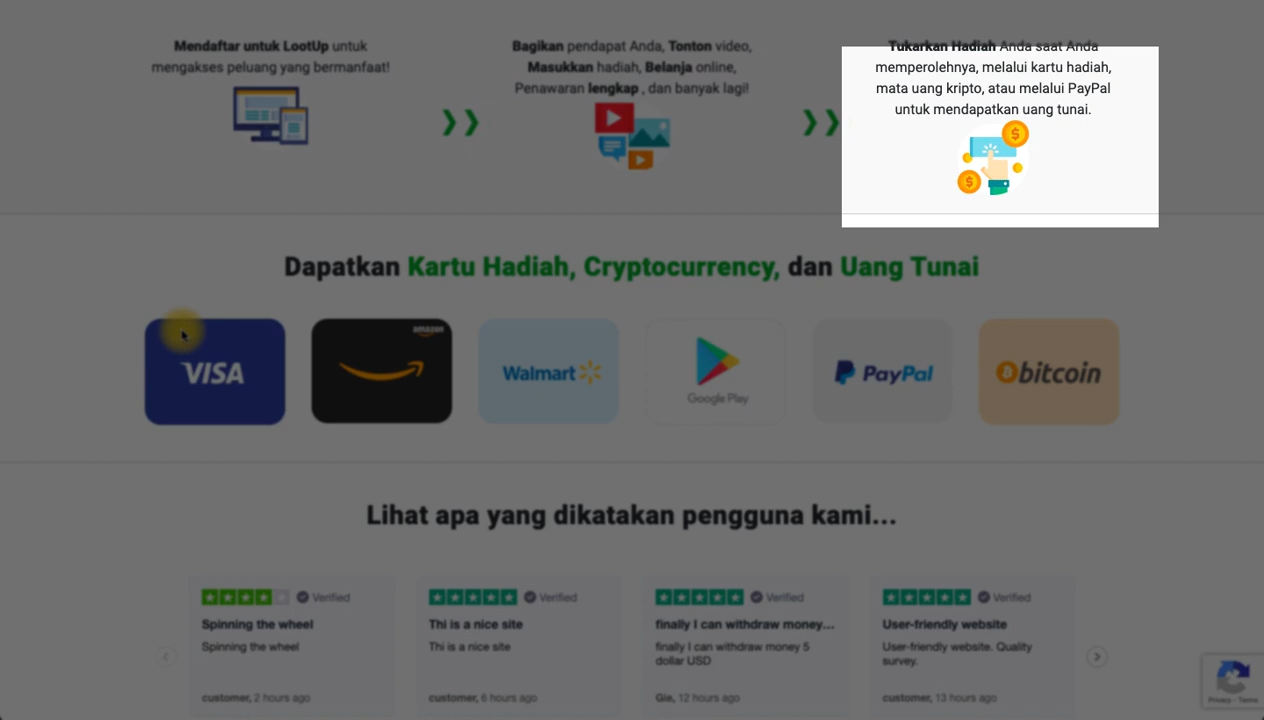 Mendaftar untuk LootUp untuk
mengakses peluang yang bermanfaat!
Bagikan pendapat Anda, Tonton video,
Masukkan hadiah, Belanja online,
Penawaran lengkap , dan banyak lagi!
Tukarkan Hadiah Anda saat Anda
memperolehnya, melalui kartu hadiah,
mata uang kripto, atau melalui PayPal
untuk mendapatkan uang tunai.
Dapatkan Kartu Hadiah, Cryptocurrency, dan Uang Tunai
VISA
amazon
Walmart
Google Play
PayPal
bitcoin
Lihat apa yang dikatakan pengguna kami...
Verified
Spinning the wheel
Spinning the wheel
customer, 2 hours ago
Verified
Thi is a nice site
Thi is a nice site
customer, 6 hours ago
Verified
finally I can withdraw money...
finally I can withdraw money 5
dollar USD
Gie, 12 hours ago
Verified
User-friendly website
User-friendly website. Quality
survey.
customer, 13 hours ago
Privacy - Terms